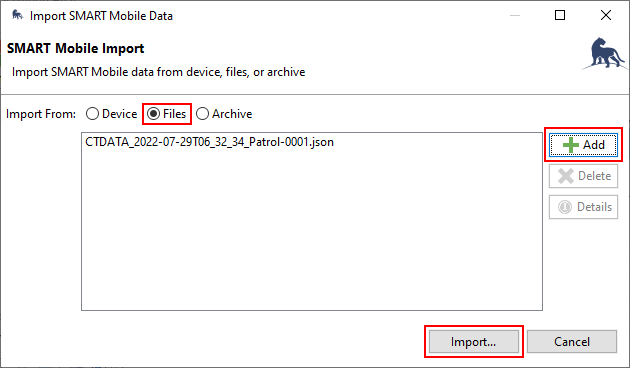 Import SMART Mobile Data
SMART Mobile Import
Import SMART Mobile data from device, files, or archive
Import From: Device Files Archive
CTDATA_2022-07-29T06_32_34_Patrol-0001.json
Add
Delete
Details
Import... Cancel